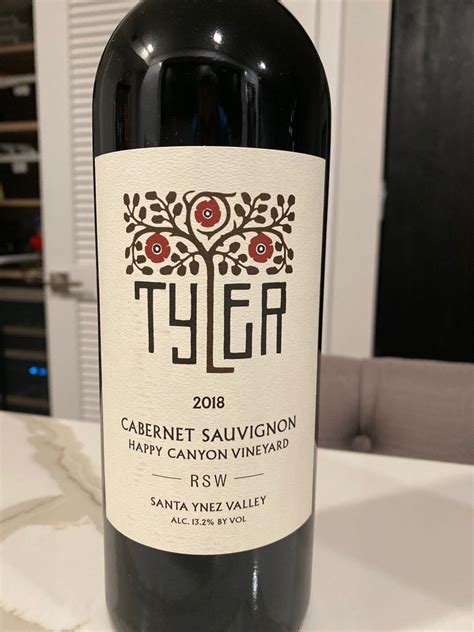 TYLER
2018
CABERNET SAUVIGNON
HAPPY CANYON VINEYARD
RSW
SANTA YNEZ VALLEY
ALC. 13.2% BY VOL